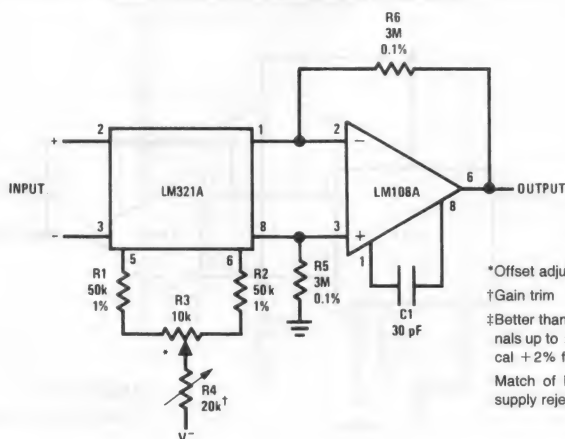 R6
3M
0.1%
2
1
2
6
+
−
INPUT
LM321A
LM108A
OUTPUT
8
−
3
8
3
+
5
6
1
R1
50k
1%
R2
50k
1%
R5
3M
0.1%
C1
30 pF
R3
10k
*
R4
20k†
V−
*Offset adju
†Gain trim
‡Better than
nals up to
cal +2% f
Match of
supply rejec